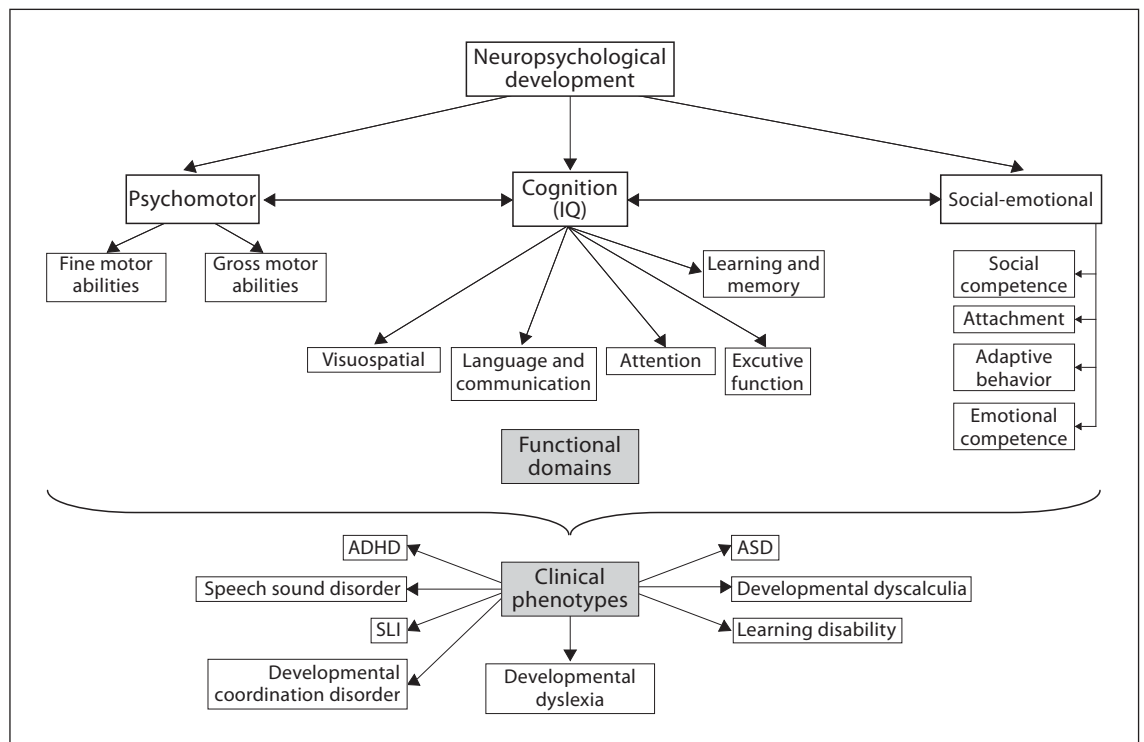 Neuropsychological
development
Psychomotor
Cognition
(IQ)
Social-emotional
Fine motor
abilities
Gross motor
abilities
Learning and
memory
Social
competence
Attachment
Visuospatial
Language and
communication
Attention
Excutive
function
Adaptive
behavior
Emotional
competence
Functional
domains
ADHD
ASD
Clinical
phenotypes
Speech sound disorder
Developmental dyscalculia
SLI
Learning disability
Developmental
coordination disorder
Developmental
dyslexia